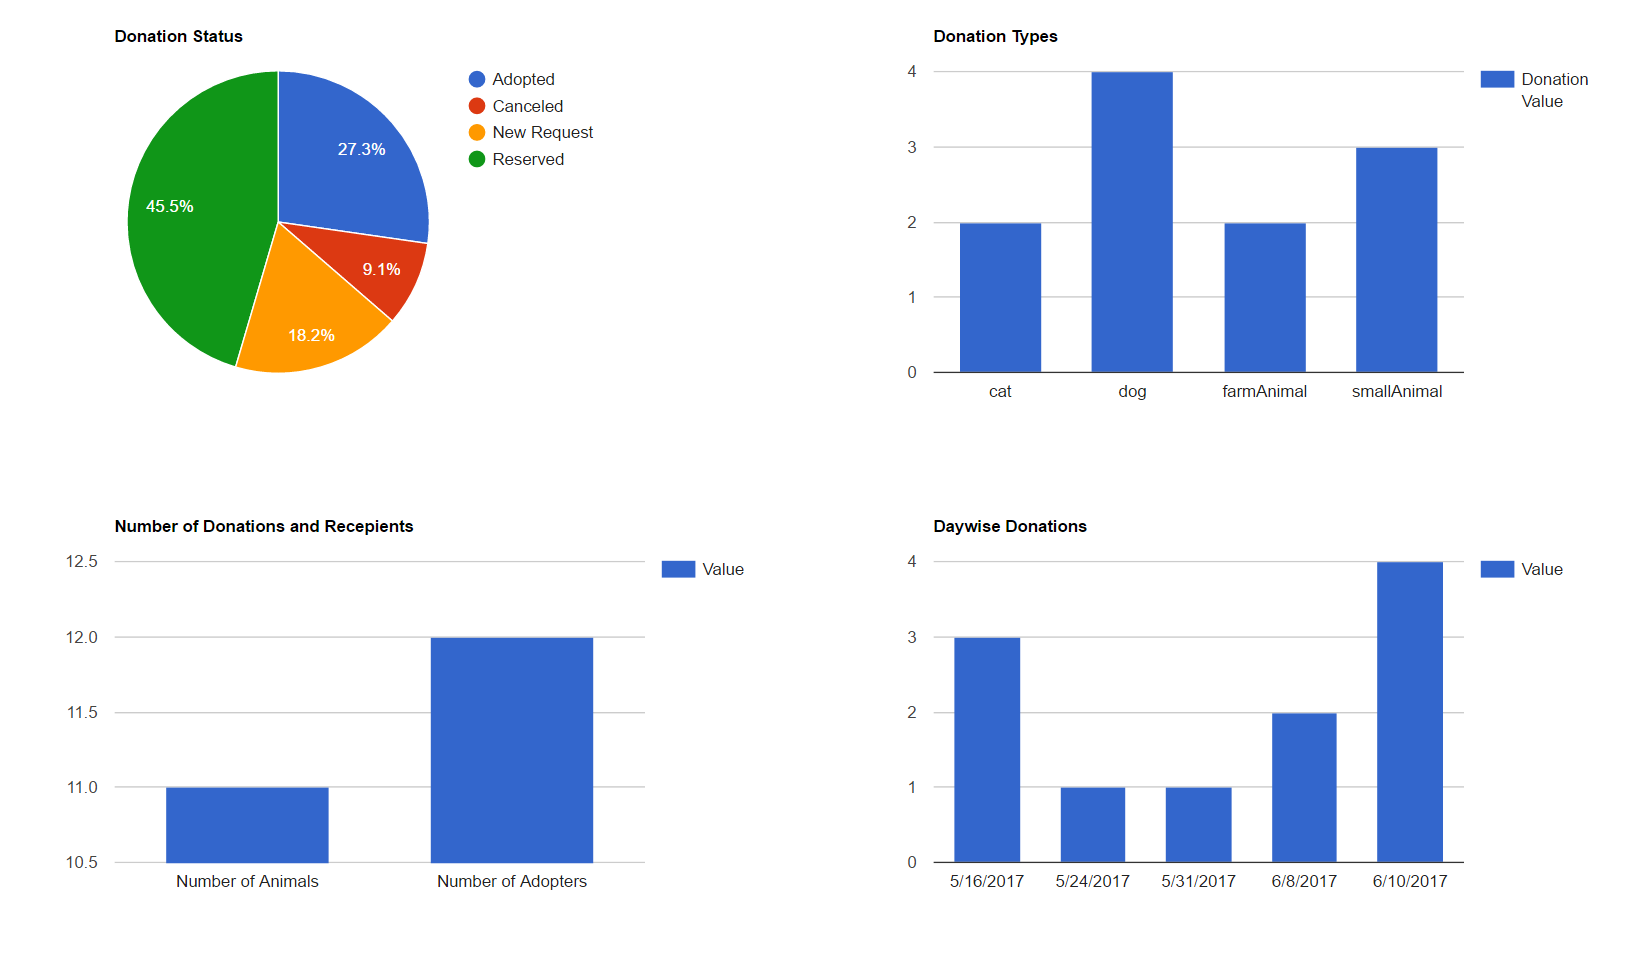 Donation Status
Adopted
Canceled
New Request
Reserved
27.3%
9.1%
18.2%
45.5%
Donation Types
4
3
2
1
0
cat
dog
farmAnimal
smallAnimal
Donation
Value
Number of Donations and Recepients
12.5
12.0
11.5
11.0
10.5
Number of Animals
Number of Adopters
Value
Daywise Donations
4
3
2
1
0
5/16/2017
5/24/2017
5/31/2017
6/8/2017
6/10/2017
Value